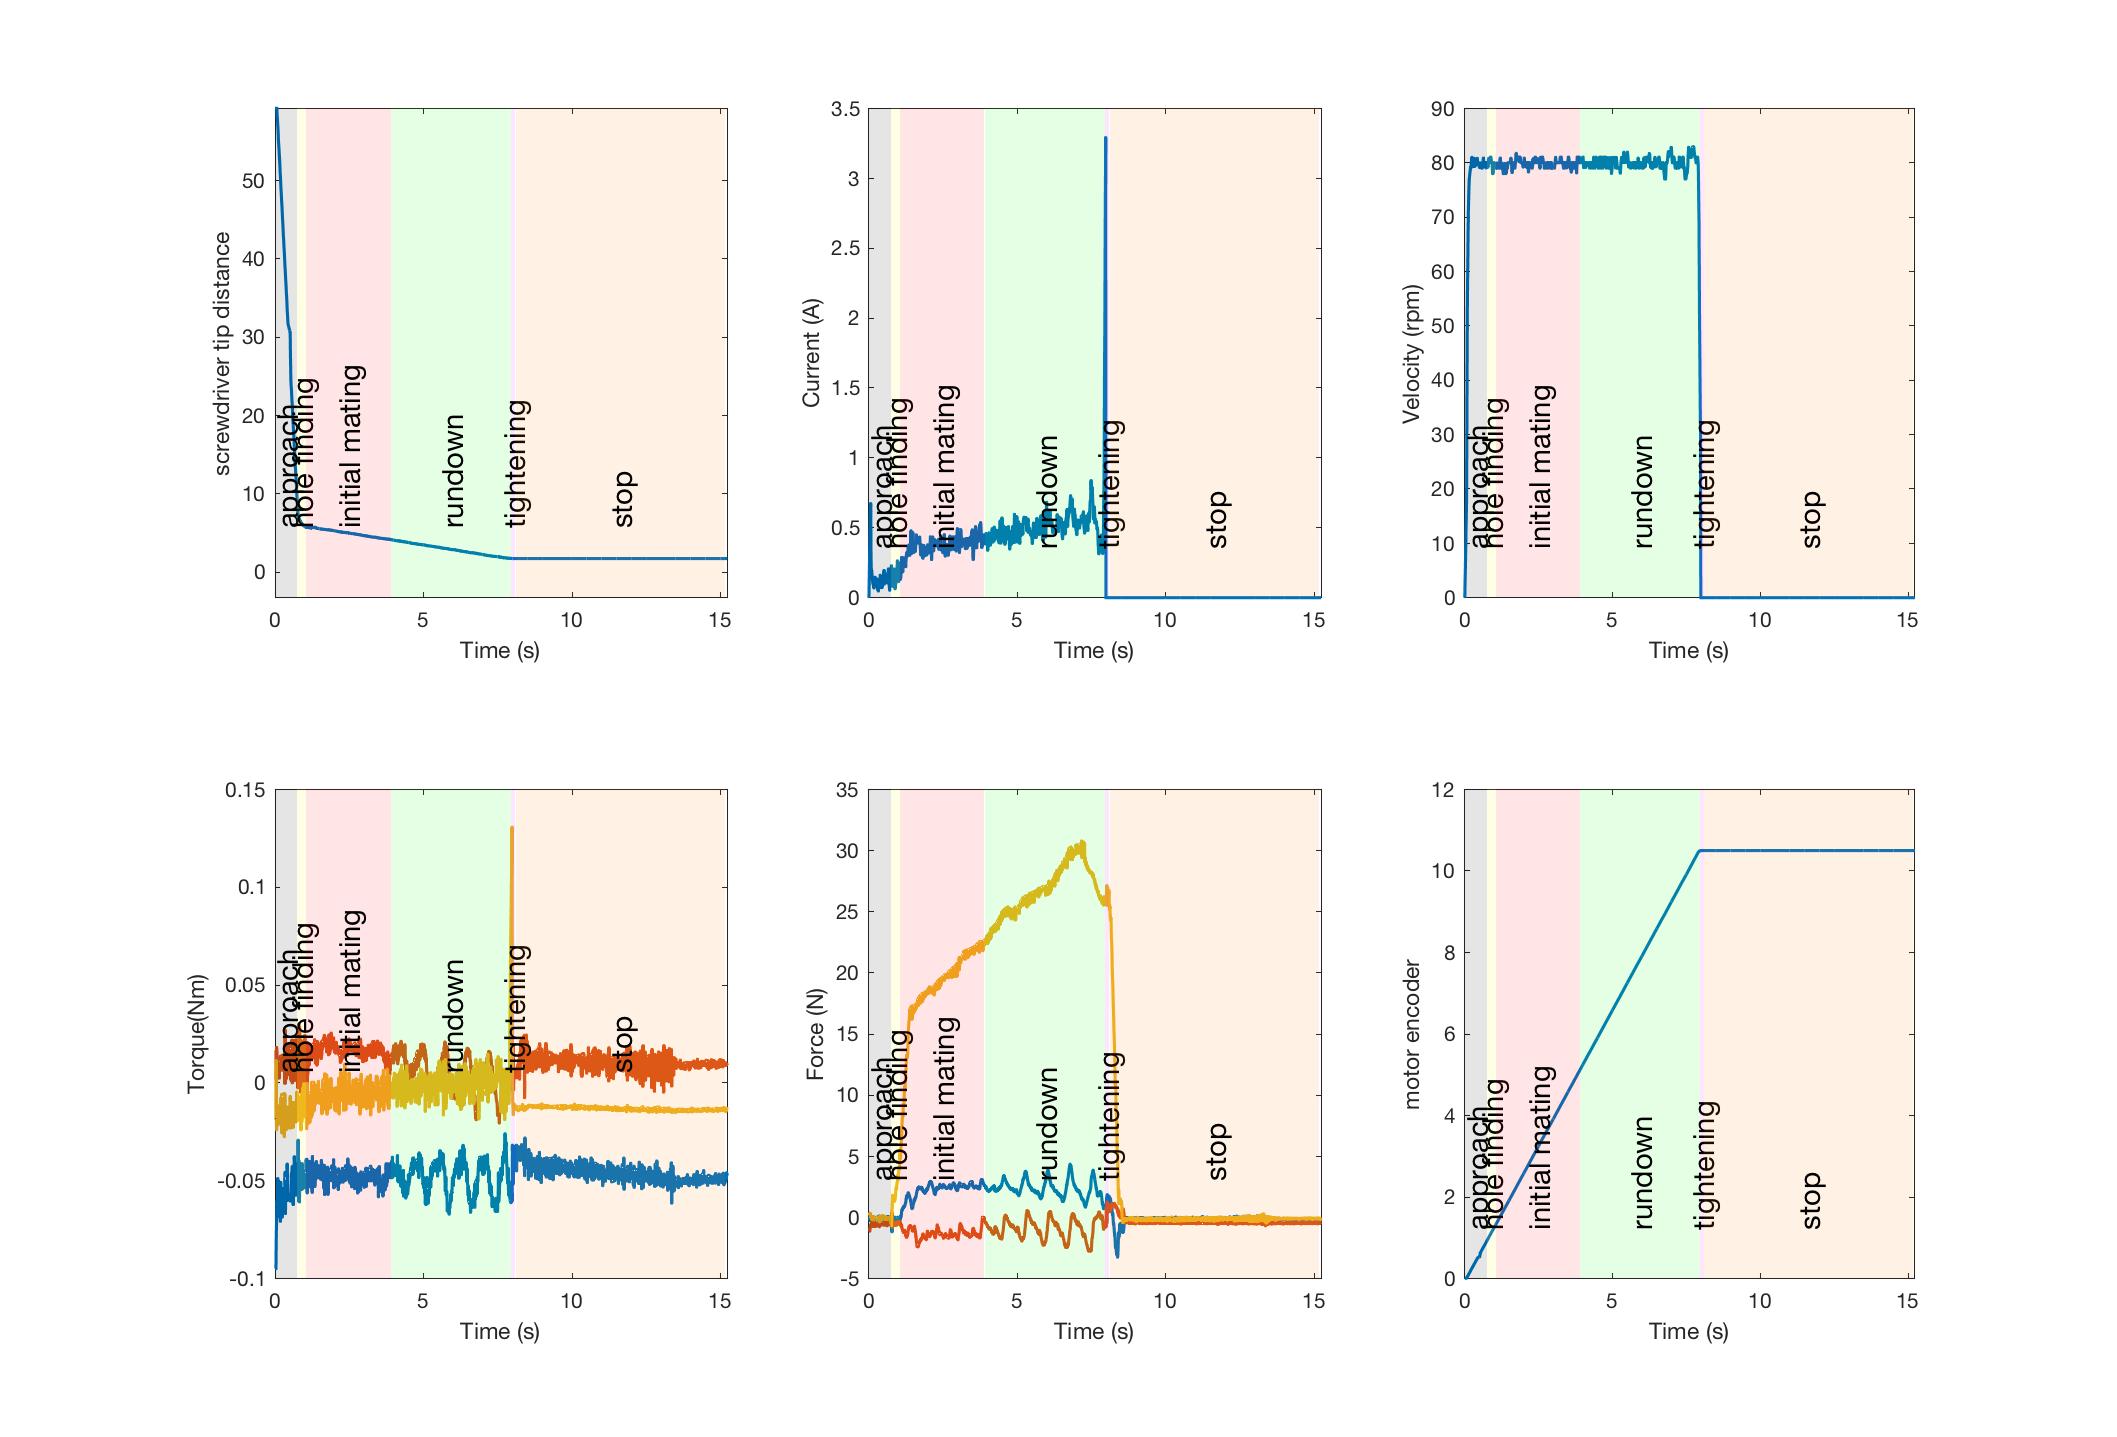 screwdriver tip distance
50
40
30
20
10
0
approach
hole finding
initial mating
rundown
tightening
stop
0 5 10 15
Time (s)
Current (A)
3.5
3
2.5
2
1.5
1
0.5
0
approach
hole finding
initial mating
rundown
tightening
stop
0 5 10 15
Time (s)
Velocity (rpm)
90
80
70
60
50
40
30
20
10
0
approach
hole finding
initial mating
rundown
tightening
stop
0 5 10 15
Time (s)
Torque(Nm)
0.15
0.1
0.05
0
-0.05
-0.1
approach
hole finding
initial mating
rundown
tightening
stop
0 5 10 15
Time (s)
Force (N)
35
30
25
20
15
10
5
0
-5
approach
hole finding
initial mating
rundown
tightening
stop
0 5 10 15
Time (s)
motor encoder
12
10
8
6
4
2
0
approach
hole finding
initial mating
rundown
tightening
stop
0 5 10 15
Time (s)